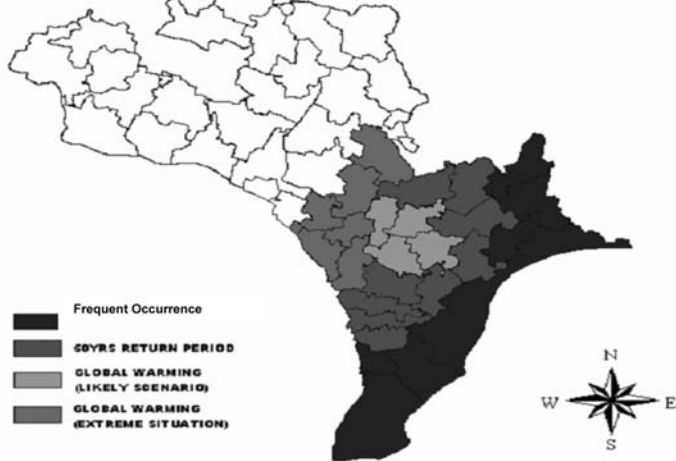 Frequent Occurrence
50YRS RETURN PERIOD
GLOBAL WARMING
(LIKELY SCENARIO)
GLOBAL WARMING
(EXTREME SITUATION)
N
W E
S